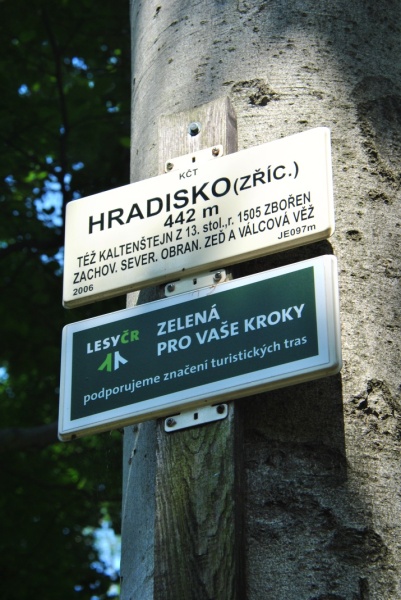 KČT
HRADISKO (ZŘÍC.)
442 m
TÉŽ KALTENŠTEJN Z 13. stol.,r. 1505 ZBOŘEN
ZACHOV. SEVER. OBRAN. ZEĎ A VÁLCOVÁ VĚŽ
2006 JE097m
LESYČR
ZELENÁ
PRO VAŠE KROKY
podporujeme značení turistických tras